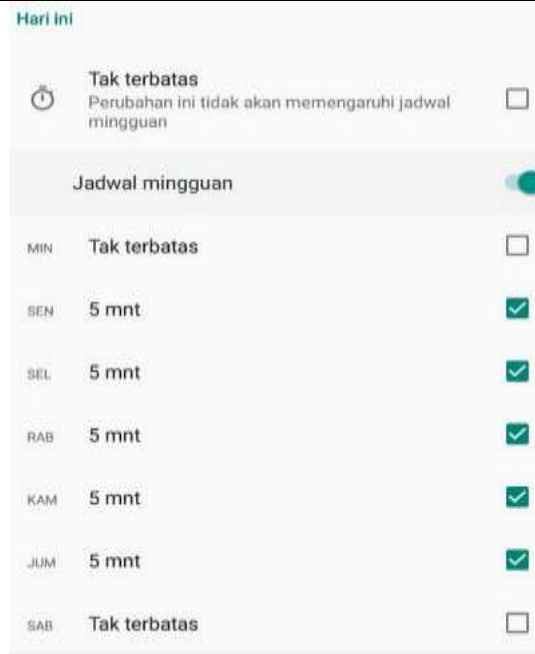 Hari ini
Tak terbatas
Perubahan ini tidak akan memengaruhi jadwal
mingguan
Jadwal mingguan
MIN Tak terbatas
SEN 5 mnt
SEL 5 mnt
RAB 5 mnt
KAM 5 mnt
JUM 5 mnt
SAB Tak terbatas